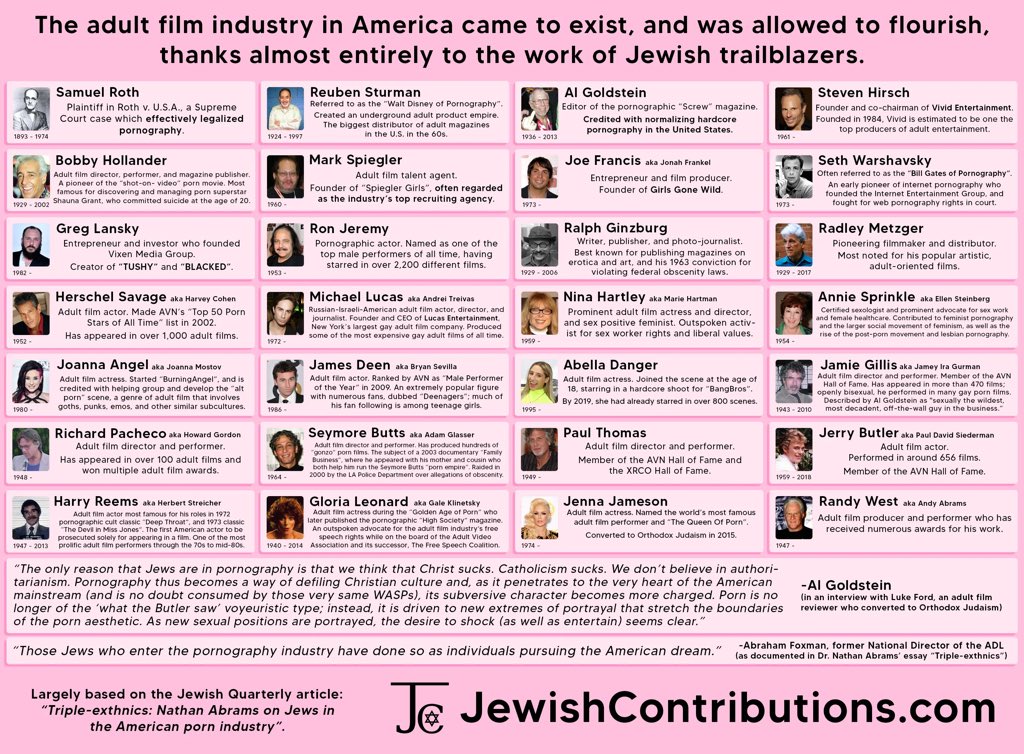 The adult film industry in America came to exist, and was allowed to flourish,
thanks almost entirely to the work of Jewish trailblazers.
Samuel Roth
Plaintiff in Roth v. U.S.A., a Supreme
Court case which effectively legalized
pornography.
1893 - 1974
Reuben Sturman
Referred to as the “Walt Disney of Pornography”.
Created an underground adult product empire.
The biggest distributor of adult magazines
in the U.S. in the 60s.
1924 - 1997
Al Goldstein
Editor of the pornographic “Screw” magazine.
Credited with normalizing hardcore
pornography in the United States.
1936 - 2013
Steven Hirsch
Founder and co-chairman of Vivid Entertainment.
Founded in 1984, Vivid is estimated to be one the
top producers of adult entertainment.
1961 -
Bobby Hollander
Adult film director, performer, and magazine publisher.
A pioneer of the “shot-on- video” porn movie. Most
famous for discovering and managing porn superstar
Shauna Grant, who committed suicide at the age of 20.
1929 - 2002
Mark Spiegler
Adult film talent agent.
Founder of “Spiegler Girls”, often regarded
as the industry’s top recruiting agency.
1960 -
Joe Francis aka Jonah Frankel
Entrepreneur and film producer.
Founder of Girls Gone Wild.
1973 -
Seth Warshavsky
Often referred to as the “Bill Gates of Pornography”.
An early pioneer of internet pornography who
founded the Internet Entertainment Group, and
fought for web pornography rights in court.
1973 -
Greg Lansky
Entrepreneur and investor who founded
Vixen Media Group.
Creator of “TUSHY” and “BLACKED”.
1982 -
Ron Jeremy
Pornographic actor. Named as one of the
top male performers of all time, having
starred in over 2,200 different films.
1953 -
Ralph Ginzburg
Writer, publisher, and photo-journalist.
Best known for publishing magazines on
erotica and art, and his 1963 conviction for
violating federal obscenity laws.
1929 - 2006
Radley Metzger
Pioneering filmmaker and distributor.
Most noted for his popular artistic,
adult-oriented films.
1929 - 2017
Herschel Savage aka Harvey Cohen
Adult film actor. Made AVN’s “Top 50 Porn
Stars of All Time” list in 2002.
Has appeared in over 1,000 adult films.
1952 -
Michael Lucas aka Andrei Treivas
Russian-Israeli-American adult film actor, director, and
journalist. Founder and CEO of Lucas Entertainment,
New York’s largest gay adult film company. Produced
some of the most expensive gay adult films of all time.
1972 -
Nina Hartley aka Marie Hartman
Prominent adult film actress and director,
and sex positive feminist. Outspoken activ-
ist for sex worker rights and liberal values.
1959 -
Annie Sprinkle aka Ellen Steinberg
Certified sexologist and provides advocate for sex work
and female healthcare. Contributed to feminist pornography
and the larger social movement of feminism, as well as the
rise of the post-porn movement and lesbian pornography.
1954 -
Joanna Angel aka Joanna Mostov
Adult film actress. Started “BurningAngel”, and is
credited with helping group and develop the “alt
porn” scene, a genre of adult film that involves
goths, punks, emos, and other similar subcultures.
1980 -
James Deen aka Bryan Sevilla
Adult film actor. Ranked by AVN as “Male Performer
of the Year” in 2009. An extremely popular figure
with numerous fans, dubbed “Deenagers”; much of
his fan following is among teenage girls.
1986 -
Abella Danger
Adult film actress. Joined the scene at the age of
18, starring in a hardcore shoot for “BangBros”.
By 2019, she had already starred in over 800 scenes.
1995 -
Jamie Gillis aka Jamey Ira Gurman
Adult film director and performer. Member of the AVN
Hall of Fame. Has appeared in more than 470 films;
openly bisexual, he performed in many gay porn films.
Described by Al Goldstein as “sexually the wildest,
most decadent, off-the-wall guy in the business.”
1943 - 2010
Richard Pacheco aka Howard Gordon
Adult film director and performer.
Has appeared in over 100 adult films and
won multiple adult film awards.
1948 -
Seymore Butts aka Adam Glasser
Adult film director and performer. Has produced hundreds of
“gonzo” porn films. The subject of a 2003 documentary “Family
Business”, where he appeared with his mother and cousin who
both help him run the Seymore Butts “porn empire”. Raided in
2000 by the LA Police Department over allegations of obscenity.
1964 -
Paul Thomas
Adult film director and performer.
Member of the AVN Hall of Fame and
the XRCO Hall of Fame.
1949 -
Jerry Butler aka Paul David Siederman
Adult film actor.
Performed in around 656 films.
Member of the AVN Hall of Fame.
1959 - 2018
Harry Reems aka Herbert Streicher
Adult film actor most famous for his roles in 1972
pornographic cult classic “Deep Throat”, and 1973 classic
“The Devil in Miss Jones”. The first American actor to be
prosecuted solely for appearing in a film. One of the most
prolific adult film performers through the 70s to mid-80s.
1947 - 2013
Gloria Leonard aka Gale Klinetsky
Adult film actress during the “Golden Age of Porn” who
later published the pornographic “High Society” magazine.
An outspoken advocate for the adult film industry’s free
speech rights while on the board of the Adult Video
Association and its successor, The Free Speech Coalition.
1940 - 2014
Jenna Jameson
Adult film actress. Named the world’s most famous
adult film performer and “The Queen Of Porn”.
Converted to Orthodox Judaism in 2015.
1974 -
Randy West aka Andy Abrams
Adult film producer and performer who has
received numerous awards for his work.
1947 -
“The only reason that Jews are in pornography is that we think that Christ sucks. Catholicism sucks. We don’t believe in authori-
tarianism. Pornography thus becomes a way of defiling Christian culture and, as it penetrates to the very heart of the American
mainstream (and is no doubt consumed by those very same WASPs), its subversive character becomes more charged. Porn is no
longer of the ‘what the Butler saw’ voyeuristic type; instead, it is driven to new extremes of portrayal that stretch the boundaries
of the porn aesthetic. As new sexual positions are portrayed, the desire to shock (as well as entertain) seems clear.”
-Al Goldstein
(in an interview with Luke Ford, an adult film
reviewer who converted to Orthodox Judaism)
“Those Jews who enter the pornography industry have done so as individuals pursuing the American dream.”
-Abraham Foxman, former National Director of the ADL
(as documented in Dr. Nathan Abrams’ essay “Triple-exthnics”)
Largely based on the Jewish Quarterly article:
“Triple-exthnics: Nathan Abrams on Jews in
the American porn industry”.
JC JewishContributions.com